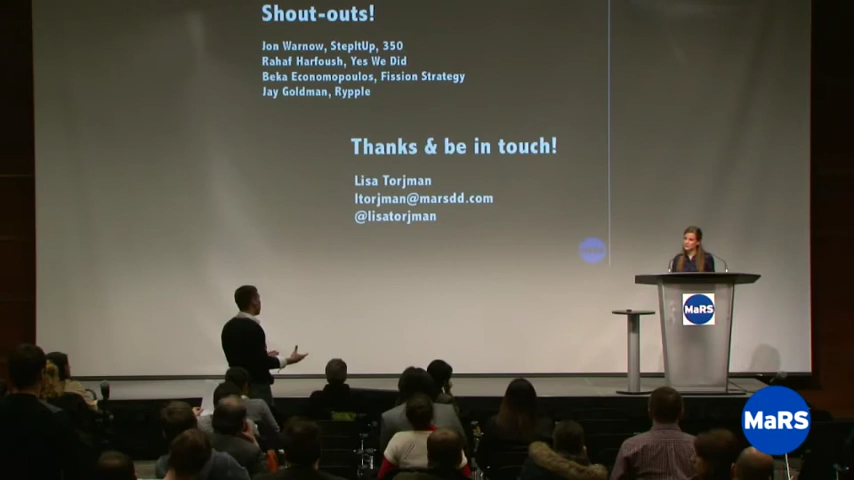 Shout-outs!
Jon Warnow, StepItUp, 350
Rahaf Harfoush, Yes We Did
Beka Economopoulos, Fission Strategy
Jay Goldman, Rypple
Thanks & be in touch!
Lisa Torjman
ltorjman@marsdd.com
@lisatorjman
MaRS
MaRS